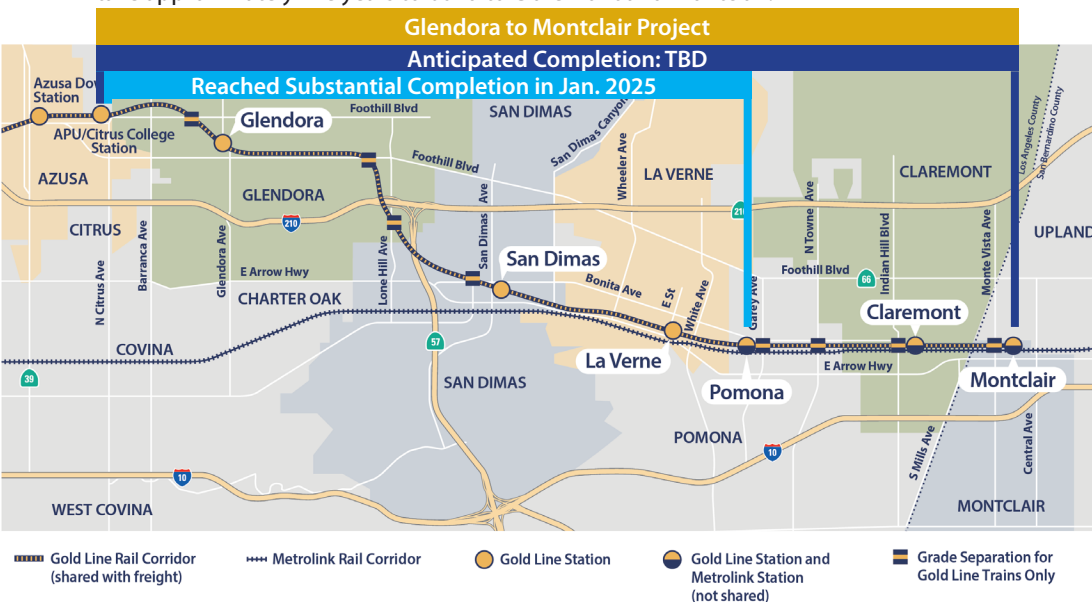 Glendora to Montclair Project
Anticipated Completion: TBD
Reached Substantial Completion in Jan. 2025
Azusa Dow
Station
APU/Citrus College
Station
Glendora
Foothill Blvd
SAN DIMAS
San Dimas Canyon
Foothill Blvd
Wheeler Ave
LA VERNE
CLAREMONT
Los Angeles County
San Bernardino County
AZUSA
GLENDORA
210
210
CITRUS
UPLAND
N Citrus Ave
Barranca Ave
Glendora Ave
E Arrow Hwy
Lone Hill Ave
San Dimas Ave
San Dimas
Bonita Ave
E St
White Ave
Garey Ave
N Towne Ave
Foothill Blvd
66
Indian Hill Blvd
Monte Vista Ave
CHARTER OAK
Claremont
COVINA
57
La Verne
E Arrow Hwy
39
SAN DIMAS
Pomona
Montclair
POMONA
10
10
S Mills Ave
Central Ave
WEST COVINA
MONTCLAIR
Gold Line Rail Corridor
(shared with freight)
Metrolink Rail Corridor
Gold Line Station
Gold Line Station and
Metrolink Station
(not shared)
Grade Separation for
Gold Line Trains Only